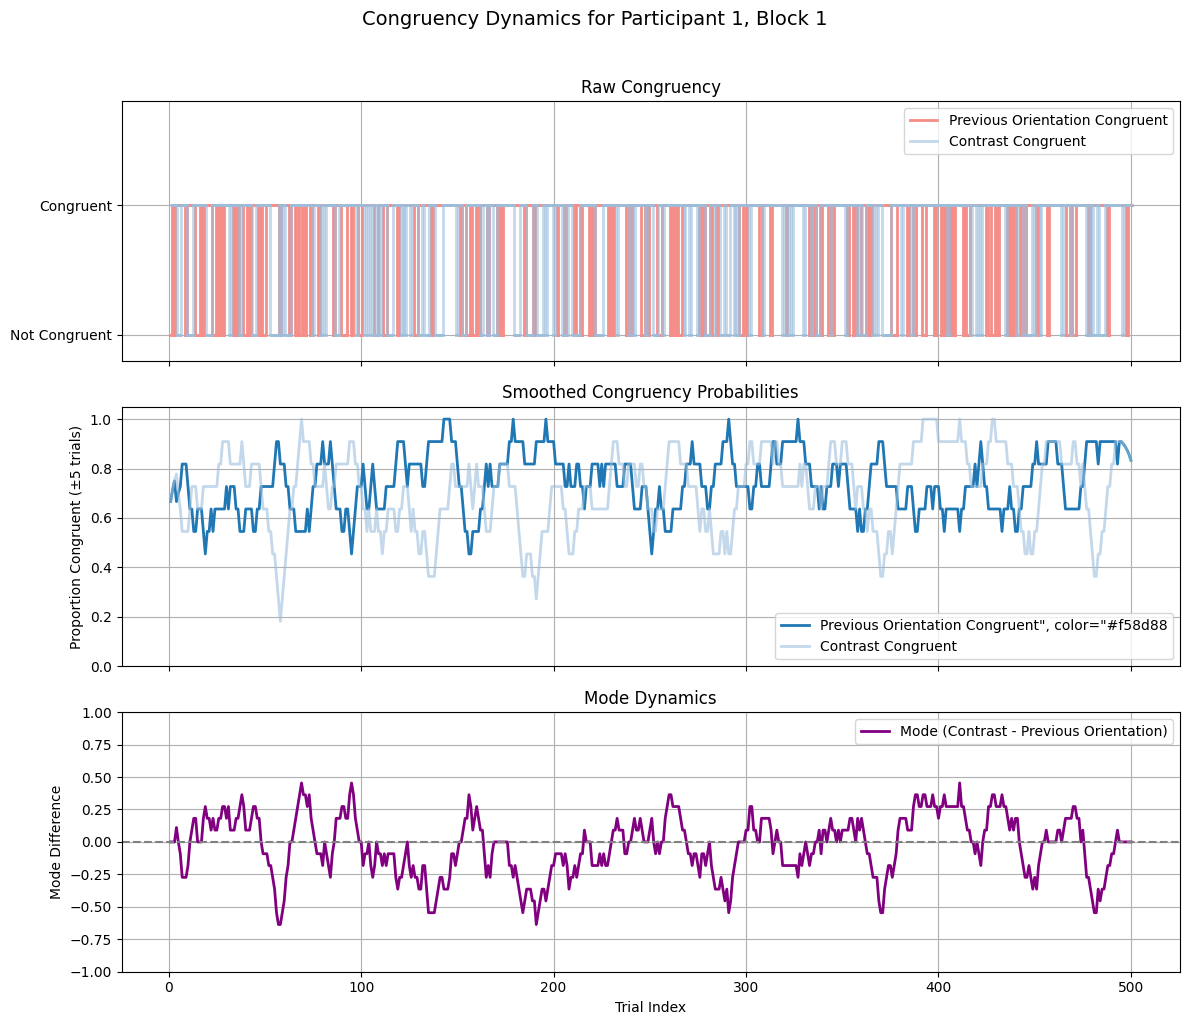 Congruency Dynamics for Participant 1, Block 1
Raw Congruency
Previous Orientation Congruent
Contrast Congruent
Congruent
Not Congruent
Smoothed Congruency Probabilities
Proportion Congruent (±5 trials)
1.0
0.8
0.6
0.4
0.2
0.0
Previous Orientation Congruent", color="#f58d88
Contrast Congruent
Mode Dynamics
Mode Difference
1.00
0.75
0.50
0.25
0.00
−0.25
−0.50
−0.75
−1.00
Mode (Contrast - Previous Orientation)
0
100
200
300
400
500
Trial Index